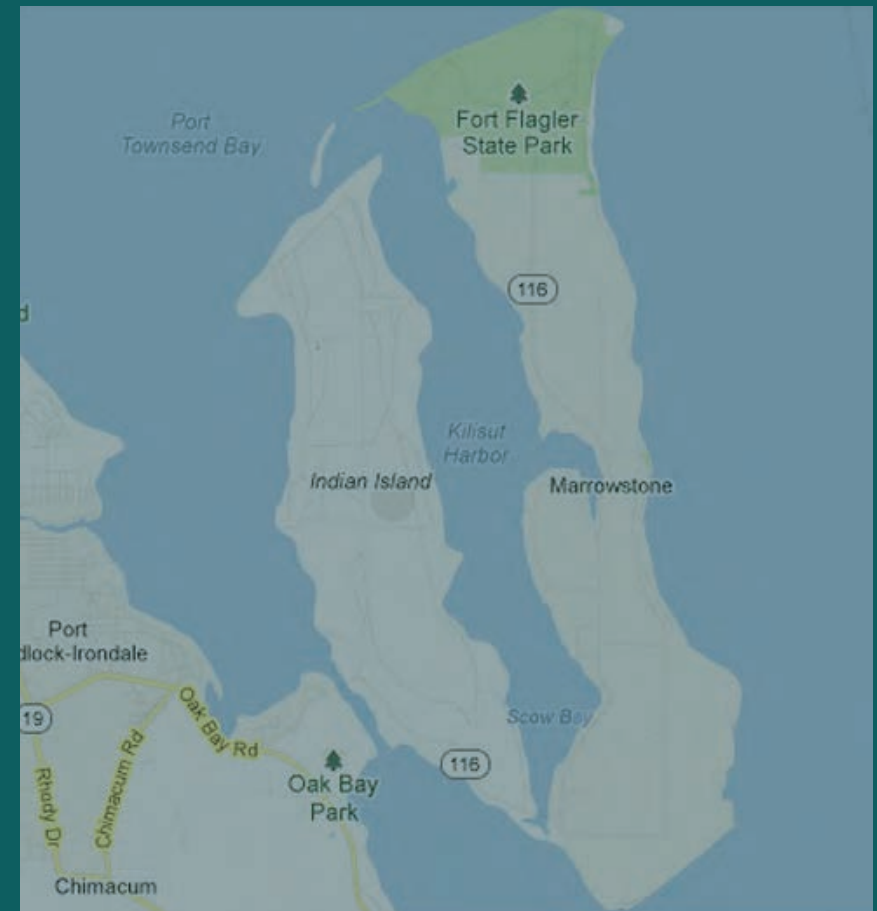 Port
Townsend Bay
Fort Flagler
State Park
116
d
Kilisut
Harbor
Indian Island
Marrowstone
Port
dlock-Irondale
19
Oak Bay Rd
Scow Bay
116
Chimacum Rd
Rhody Dr
Oak Bay
Park
Chimacum